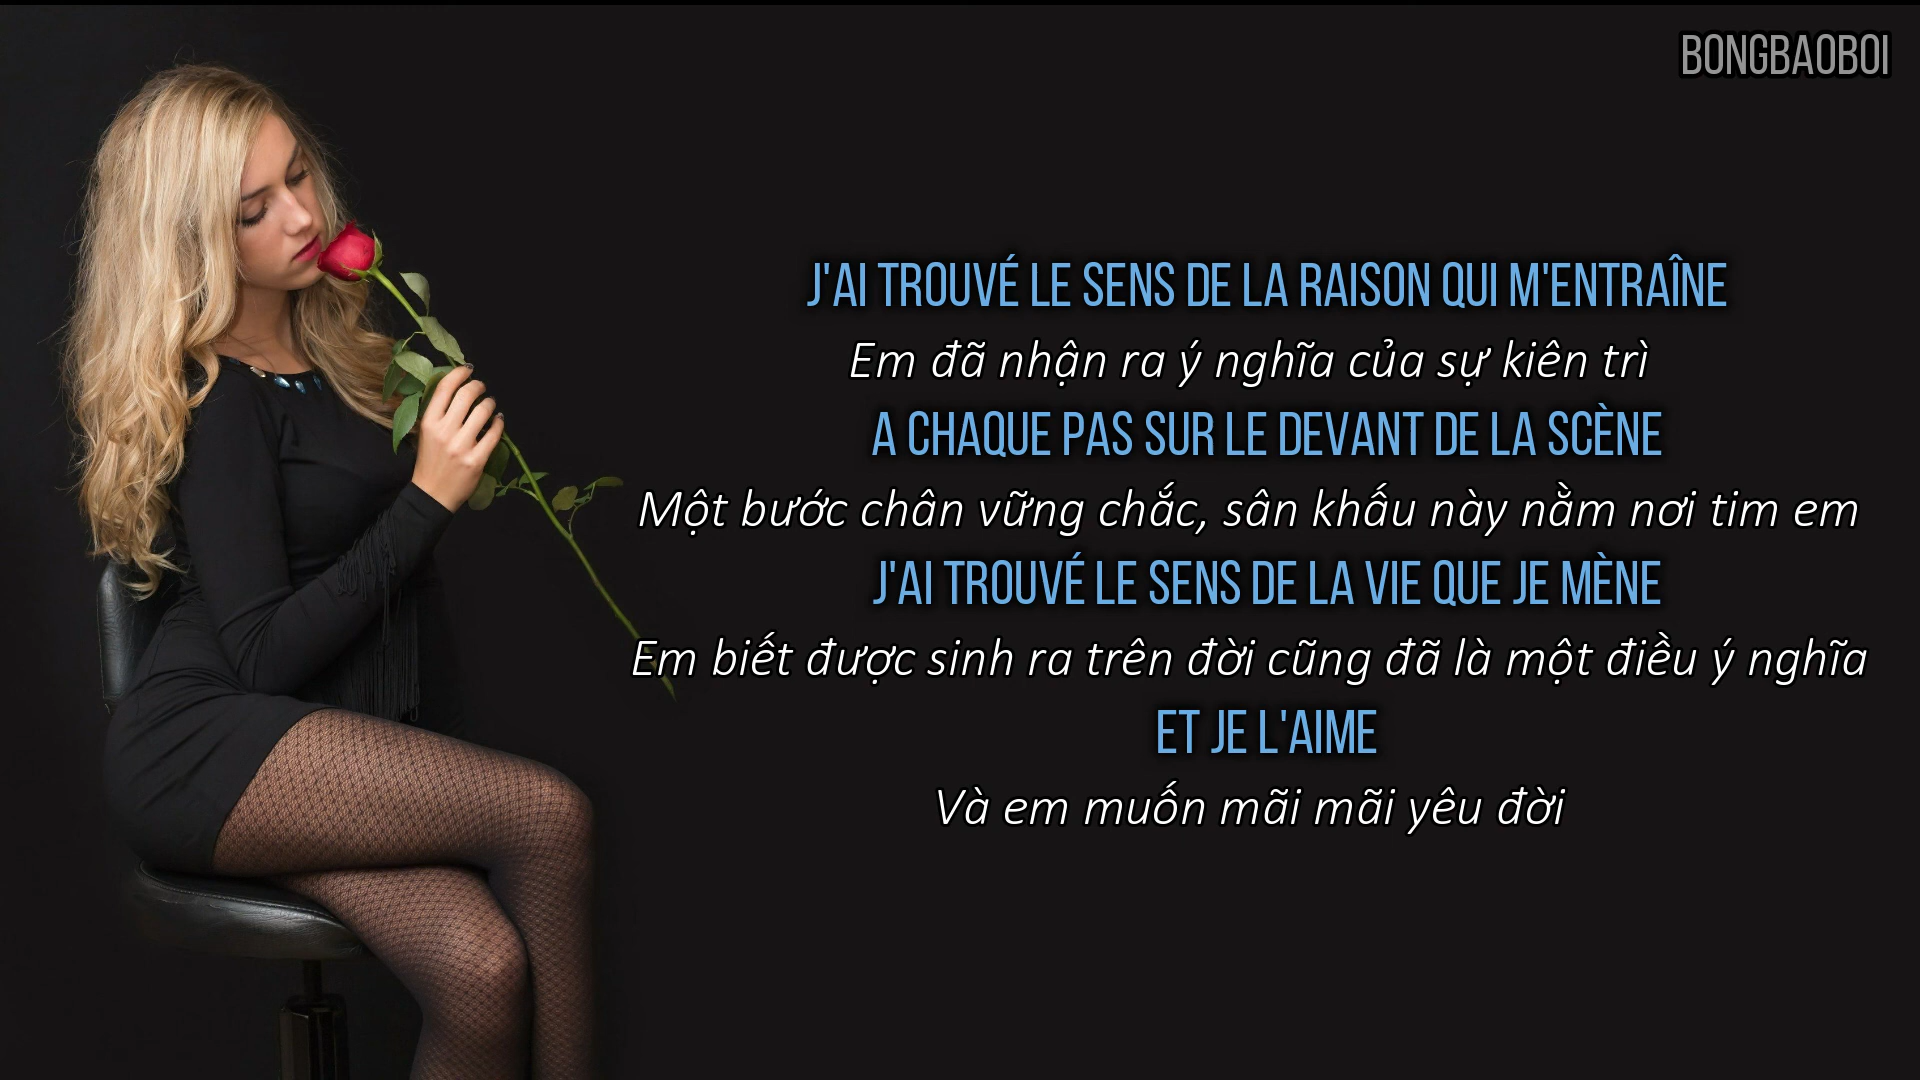 BONGBAOBOI
J'AI TROUVÉ LE SENS DE LA RAISON QUI M'ENTRAÎNE
Em đã nhận ra ý nghĩa của sự kiên trì
A CHAQUE PAS SUR LE DEVANT DE LA SCÈNE
Một bước chân vững chắc, sân khấu này nằm nơi tim em
J'AI TROUVÉ LE SENS DE LA VIE QUE JE MÈNE
Em biết được sinh ra trên đời cũng đã là một điều ý nghĩa
ET JE L'AIME
Và em muốn mãi mãi yêu đời